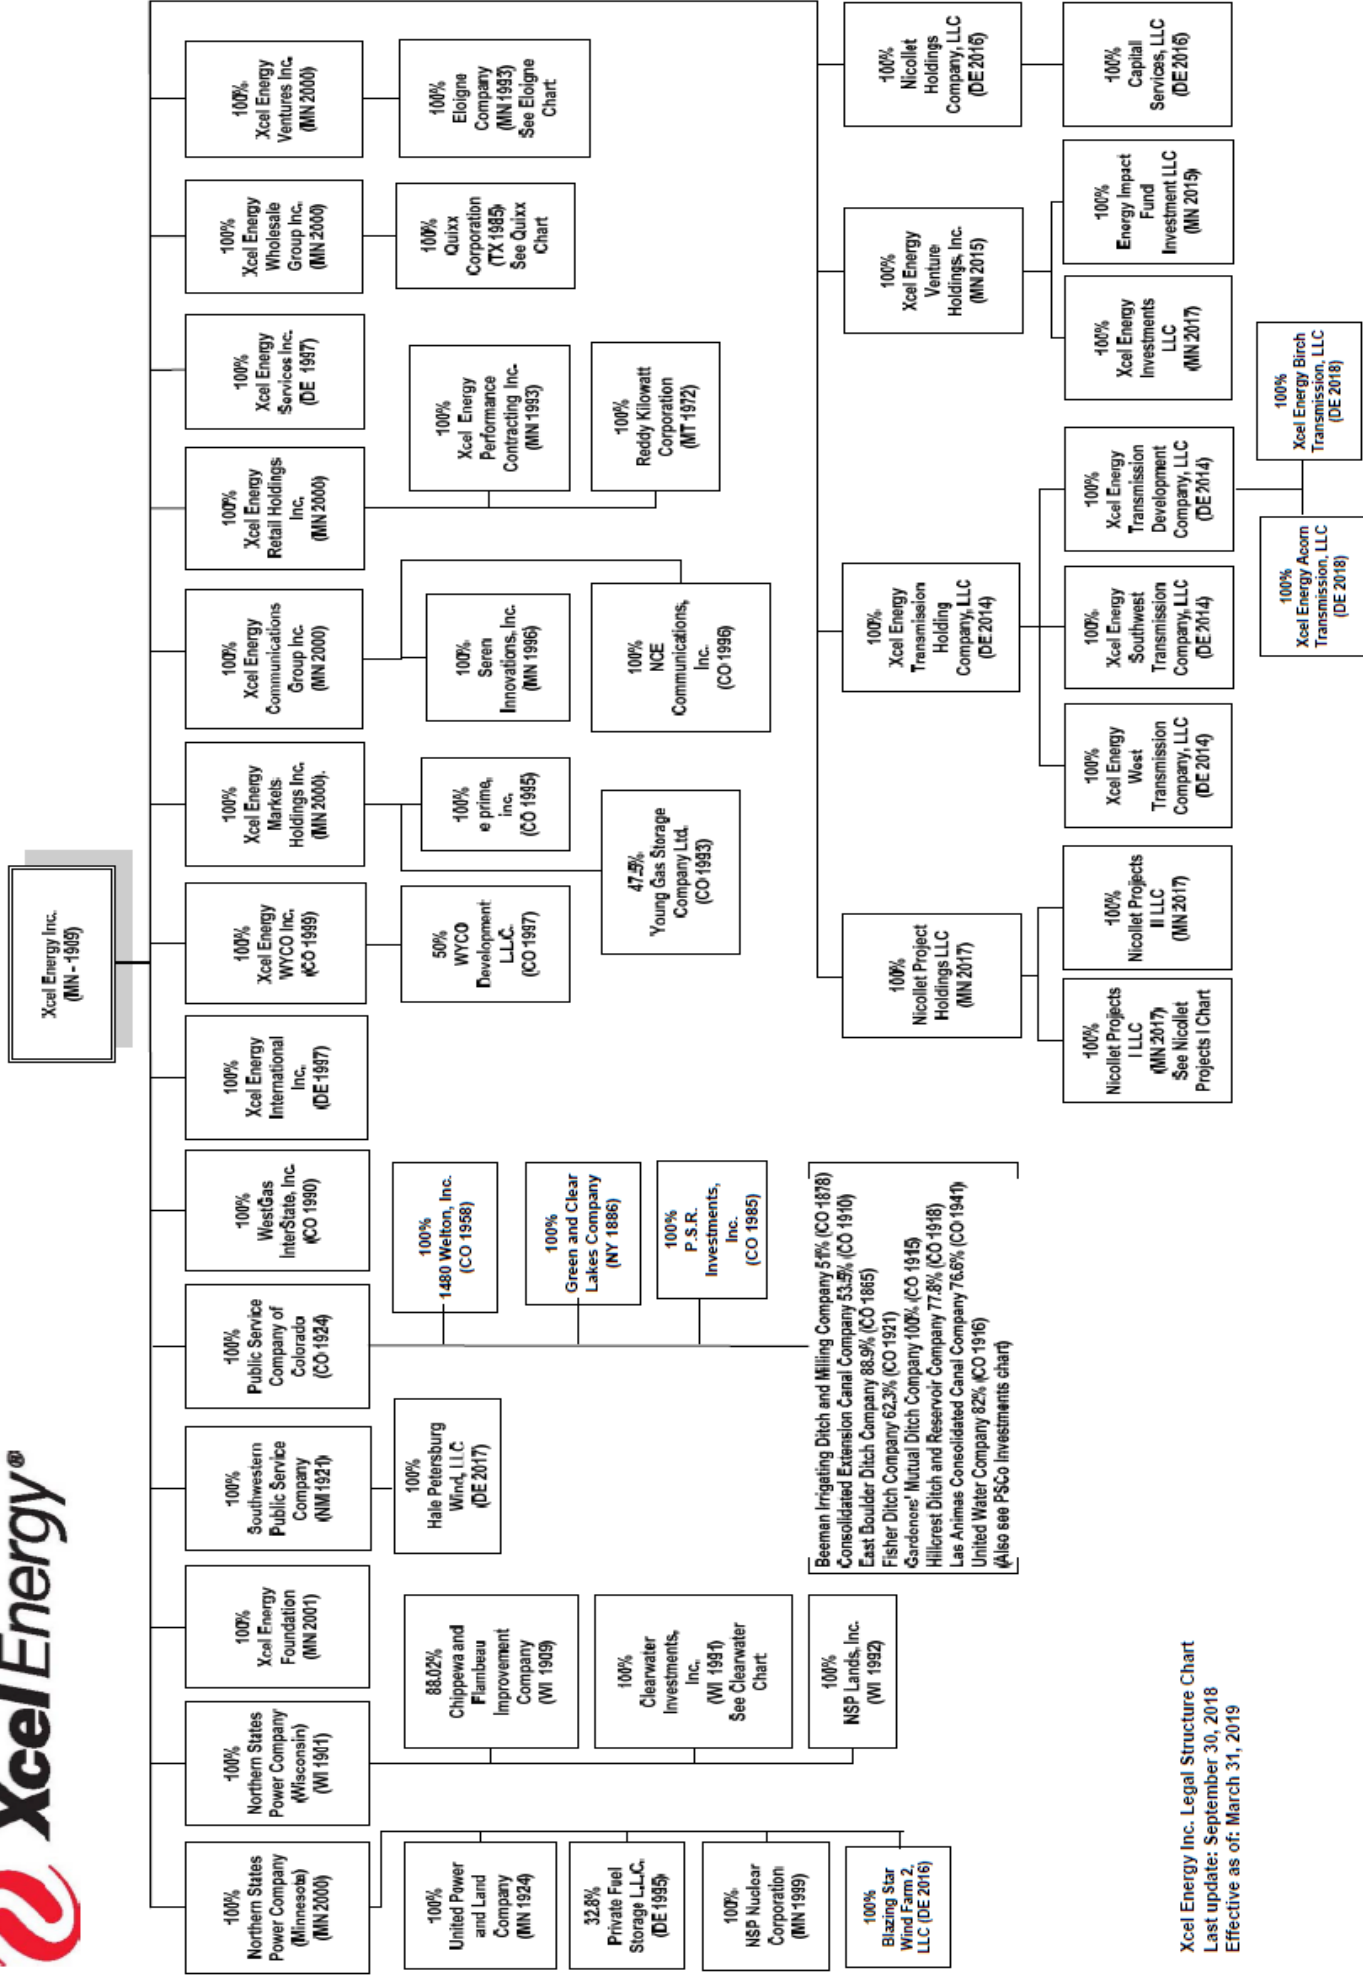 XcelEnergy®
Xcel Energy Inc.
(MN - 1909)
100%
Northern States
Power Company
(Minnesota)
(MN 2000)
100%
United Power
and Land
Company
(MN 1924)
32.8%
Private Fuel
Storage L.L.C.
(DE 1995)
100%
NSP Nuclear
Corporation
(MN 1999)
100%
Blazing Star
Wind Farm 2,
LLC (DE 2016)
100%
Northern States
Power Company
(Wisconsin)
(WI 1901)
88.02%
Chippewa and
Flambeau
Improvement
Company
(WI 1909)
100%
Clearwater
Investments,
Inc.
(WI 1991)
See Clearwater
Chart
100%
NSP Lands, Inc.
(WI 1992)
100%
Xcel Energy
Foundation
(MN 2001)
100%
Southwestern
Public Service
Company
(NM 1921)
100%
Hale Petersburg
Wind, LLC
(DE 2017)
100%
Public Service
Company of
Colorado
(CO 1924)
100%
1480 Welton, Inc.
(CO 1958)
100%
Green and Clear
Lakes Company
(NY 1886)
100%
P.S.R.
Investments,
Inc.
(CO 1985)
Beeman Irrigating Ditch and Milling Company 51% (CO 1878)
Consolidated Extension Canal Company 53.5% (CO 1910)
East Boulder Ditch Company 88.9% (CO 1865)
Fisher Ditch Company 62.3% (CO 1921)
Gardeners' Mutual Ditch Company 100% (CO 1915)
Hillcrest Ditch and Reservoir Company 77.8% (CO 1918)
Las Animas Consolidated Canal Company 76.6% (CO 1941)
United Water Company 82% (CO 1916)
(Also see PSCo Investments chart)
100%
WestGas
InterState, Inc.
(CO 1990)
100%
Xcel Energy
International
Inc.
(DE 1997)
100%
Xcel Energy
WYCO Inc.
(CO 1999)
50%
WYCO
Development
L.L.C.
(CO 1997)
100%
Xcel Energy
Markets
Holdings Inc.
(MN 2000).
100%
e prime,
inc.
(CO 1995)
47.5%
Young Gas Storage
Company Ltd.
(CO 1993)
100%
Xcel Energy
Communications
Group Inc.
(MN 2000)
100%
Seren
Innovations, Inc.
(MN 1996)
100%
NCE
Communications,
Inc.
(CO 1996)
100%
Xcel Energy
Retail Holdings
Inc.
(MN 2000)
100%
Xcel Energy
Performance
Contracting Inc.
(MN 1993)
100%
Reddy Kilowatt
Corporation
(MT 1972)
100%
Xcel Energy
Services Inc.
(DE 1997)
100%
Xcel Energy
Wholesale
Group Inc.
(MN 2000)
100%
Quixx
Corporation
(TX 1985)
See Quixx
Chart
100%
Xcel Energy
Ventures Inc.
(MN 2000)
100%
Eloigne
Company
(MN 1993)
See Eloigne
Chart
100%
Nicollet Project
Holdings LLC
(MN 2017)
100%
Nicollet Projects
I LLC
(MN 2017)
See Nicollet
Projects I Chart
100%
Nicollet Projects
II LLC
(MN 2017)
100%
Xcel Energy
Transmission
Holding
Company, LLC
(DE 2014)
100%
Xcel Energy
West
Transmission
Company, LLC
(DE 2014)
100%
Xcel Energy
Southwest
Transmission
Company, LLC
(DE 2014)
100%
Xcel Energy
Transmission
Development
Company, LLC
(DE 2014)
100%
Xcel Energy Acorn
Transmission, LLC
(DE 2018)
100%
Xcel Energy Birch
Transmission, LLC
(DE 2018)
100%
Xcel Energy
Venture
Holdings, Inc.
(MN 2015)
100%
Xcel Energy
Investments
LLC
(MN 2017)
100%
Energy Impact
Fund
Investment LLC
(MN 2015)
100%
Nicollet
Holdings
Company, LLC
(DE 2016)
100%
Capital
Services, LLC
(DE 2016)
Xcel Energy Inc. Legal Structure Chart
Last update: September 30, 2018
Effective as of: March 31, 2019